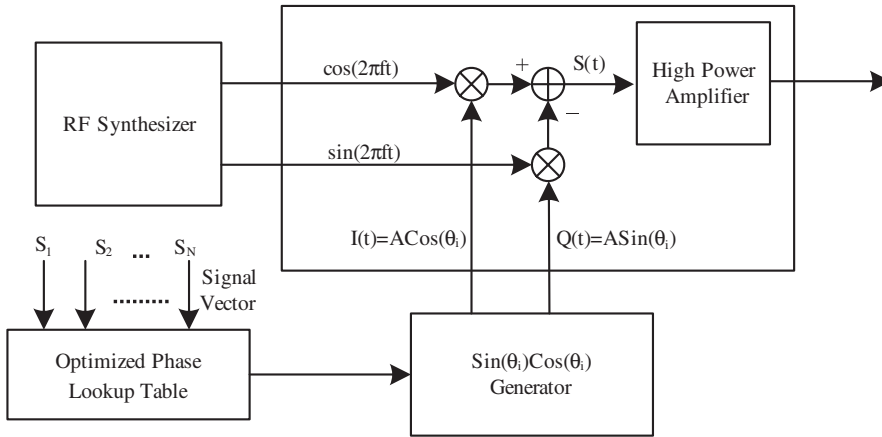 cos(2πft)
+
S(t)
High Power
Amplifier
RF Synthesizer
−
sin(2πft)
I(t)=ACos(θi)
Q(t)=ASin(θi)
S1 S2 ... SN
Signal
Vector
.........
Optimized Phase
Lookup Table
Sin(θi)Cos(θi)
Generator